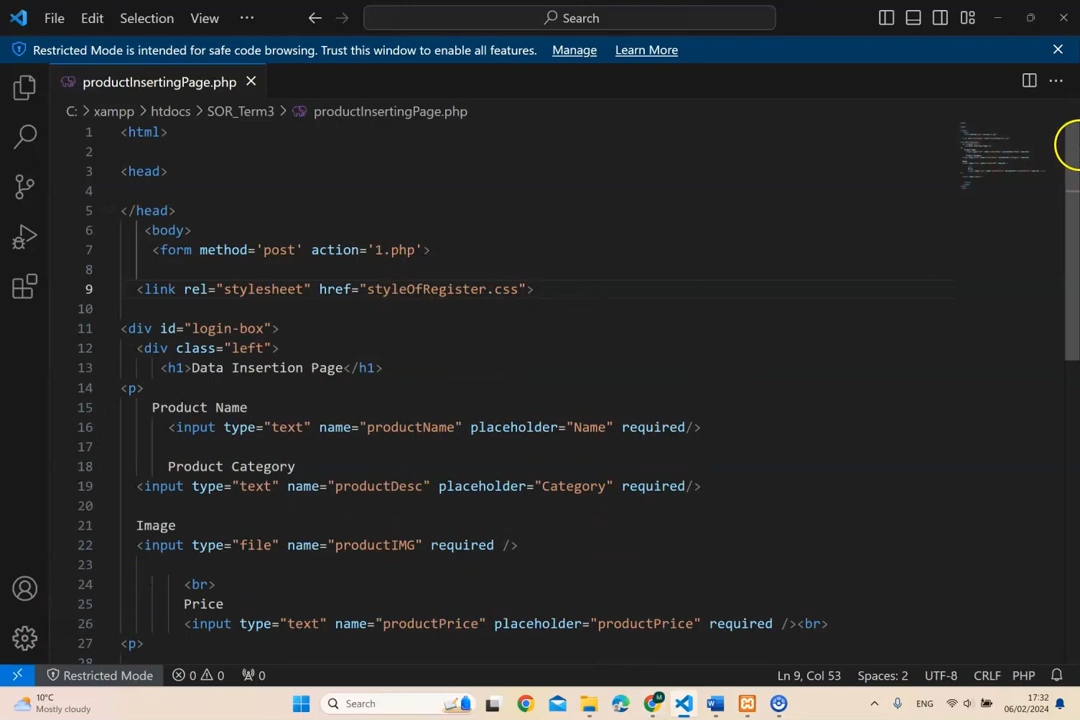 File Edit Selection View ··· Search
Restricted Mode is intended for safe code browsing. Trust this window to enable all features. Manage Learn More
productInsertingPage.php
C: > xampp > htdocs > SOR_Term3 > productInsertingPage.php
1 <html>
2
3 <head>
4
5 </head>
6 <body>
7 <form method='post' action='1.php'>
8
9 <link rel="stylesheet" href="styleOfRegister.css">
10
11 <div id="login-box">
12 <div class="left">
13 <h1>Data Insertion Page</h1>
14 <p>
15 Product Name
16 <input type="text" name="productName" placeholder="Name" required/>
17
18 Product Category
19 <input type="text" name="productDesc" placeholder="Category" required/>
20
21 Image
22 <input type="file" name="productIMG" required />
23
24 <br>
25 Price
26 <input type="text" name="productPrice" placeholder="productPrice" required /><br>
27 <p>
28
Restricted Mode 0 0 0 Ln 9, Col 53 Spaces: 2 UTF-8 CRLF PHP
10°C
Mostly cloudy
Search
ENG
17:32
06/02/2024